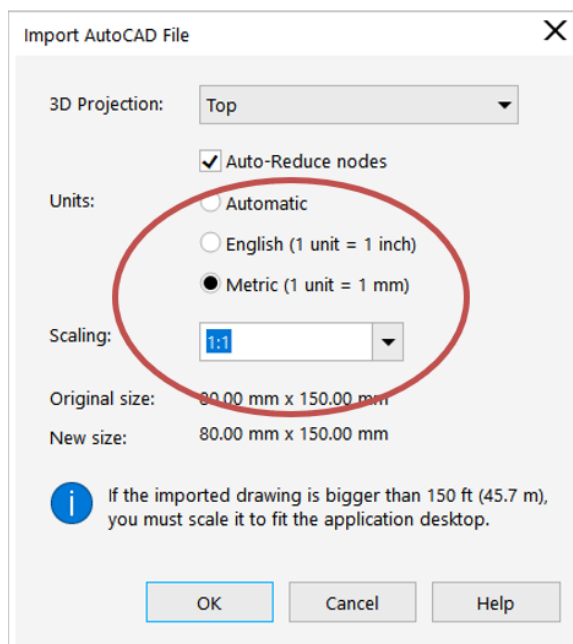 Import AutoCAD File
3D Projection: Top
Auto-Reduce nodes
Units: Automatic
English (1 unit = 1 inch)
Metric (1 unit = 1 mm)
Scaling: 1:1
Original size: 80.00 mm x 150.00 mm
New size: 80.00 mm x 150.00 mm
If the imported drawing is bigger than 150 ft (45.7 m),
you must scale it to fit the application desktop.
OK Cancel Help